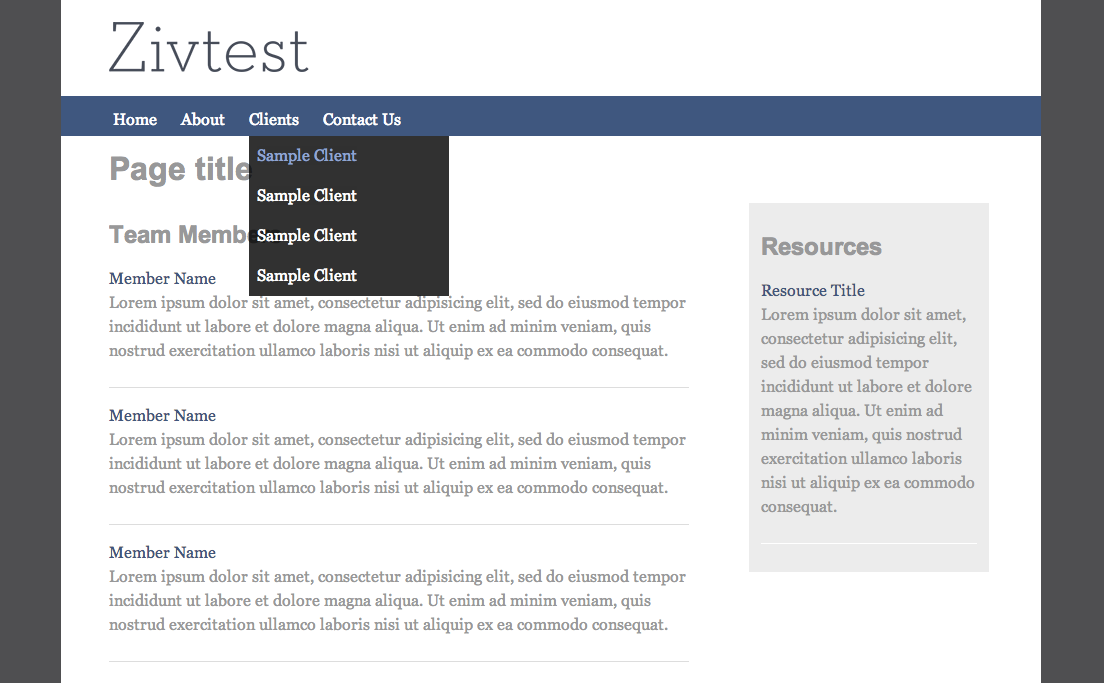 Zivtest
Home About Clients Contact Us
Sample Client
Sample Client
Sample Client
Sample Client
Page title
Team Membe
Member Name
Lorem ipsum dolor sit amet, consectetur adipisicing elit, sed do eiusmod tempor
incididunt ut labore et dolore magna aliqua. Ut enim ad minim veniam, quis
nostrud exercitation ullamco laboris nisi ut aliquip ex ea commodo consequat.
Member Name
Lorem ipsum dolor sit amet, consectetur adipisicing elit, sed do eiusmod tempor
incididunt ut labore et dolore magna aliqua. Ut enim ad minim veniam, quis
nostrud exercitation ullamco laboris nisi ut aliquip ex ea commodo consequat.
Member Name
Lorem ipsum dolor sit amet, consectetur adipisicing elit, sed do eiusmod tempor
incididunt ut labore et dolore magna aliqua. Ut enim ad minim veniam, quis
nostrud exercitation ullamco laboris nisi ut aliquip ex ea commodo consequat.
Resources
Resource Title
Lorem ipsum dolor sit amet,
consectetur adipisicing elit,
sed do eiusmod tempor
incididunt ut labore et dolore
magna aliqua. Ut enim ad
minim veniam, quis nostrud
exercitation ullamco laboris
nisi ut aliquip ex ea commodo
consequat.